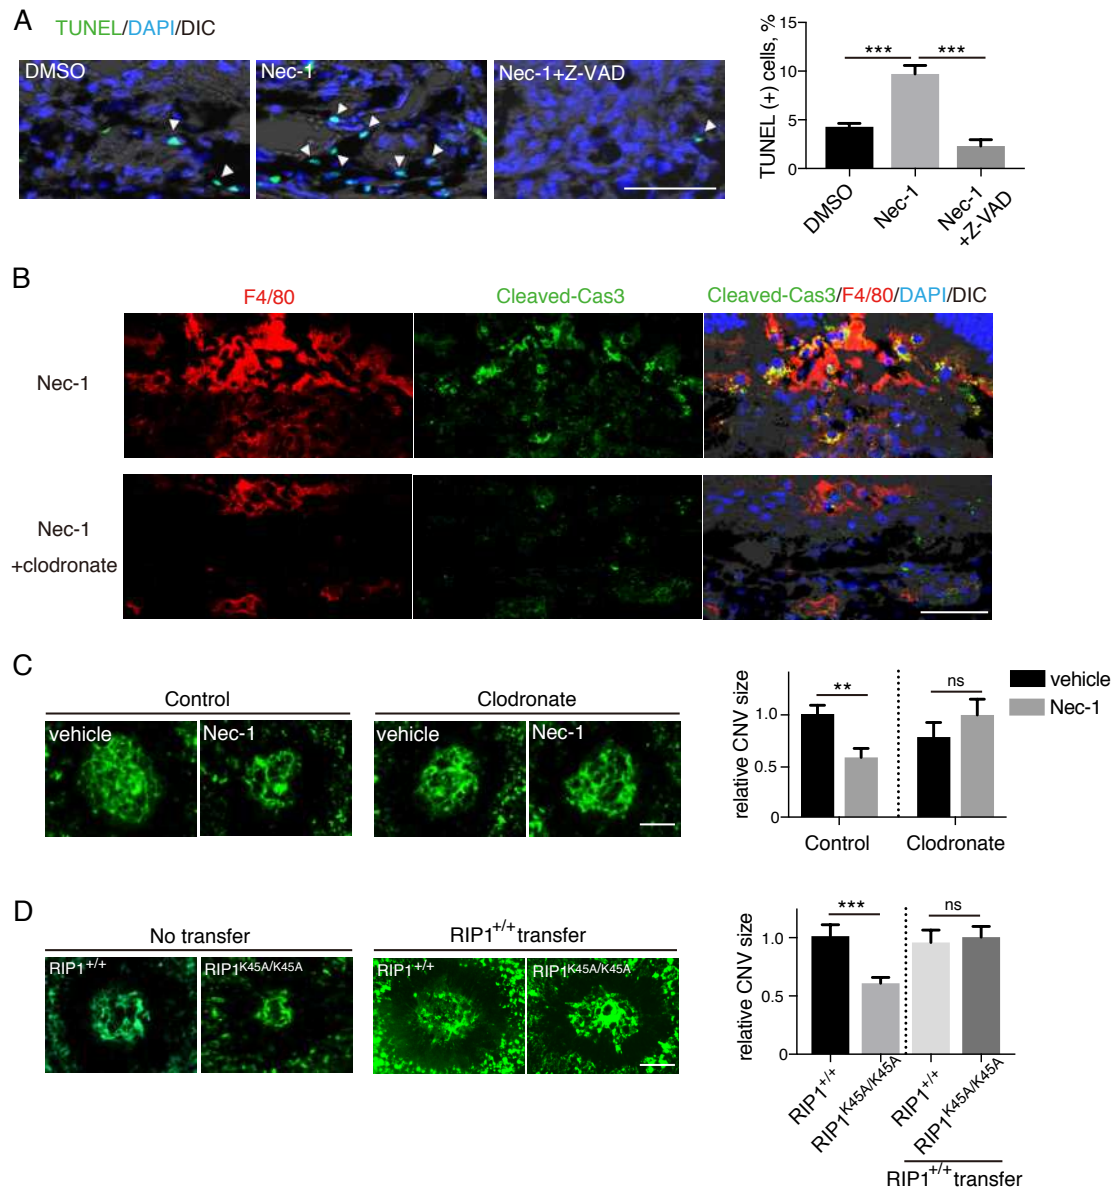 A
TUNEL/DAPI/DIC
DMSO
Nec-1
Nec-1+Z-VAD
TUNEL (+) cells, %
15
10
5
0
***
***
DMSO
Nec-1
Nec-1
+Z-VAD
B
F4/80
Cleaved-Cas3
Cleaved-Cas3/F4/80/DAPI/DIC
Nec-1
Nec-1
+clodronate
C
Control
Clodronate
vehicle
Nec-1
vehicle
Nec-1
relative CNV size
1.0
0.5
0
**
ns
vehicle
Nec-1
Control
Clodronate
D
No transfer
RIP1+/+ transfer
RIP1+/+
RIP1K45A/K45A
RIP1+/+
RIP1K45A/K45A
relative CNV size
1.0
0.5
0
***
ns
RIP1+/+
RIP1K45A/K45A
RIP1+/+
RIP1K45A/K45A
RIP1+/+ transfer